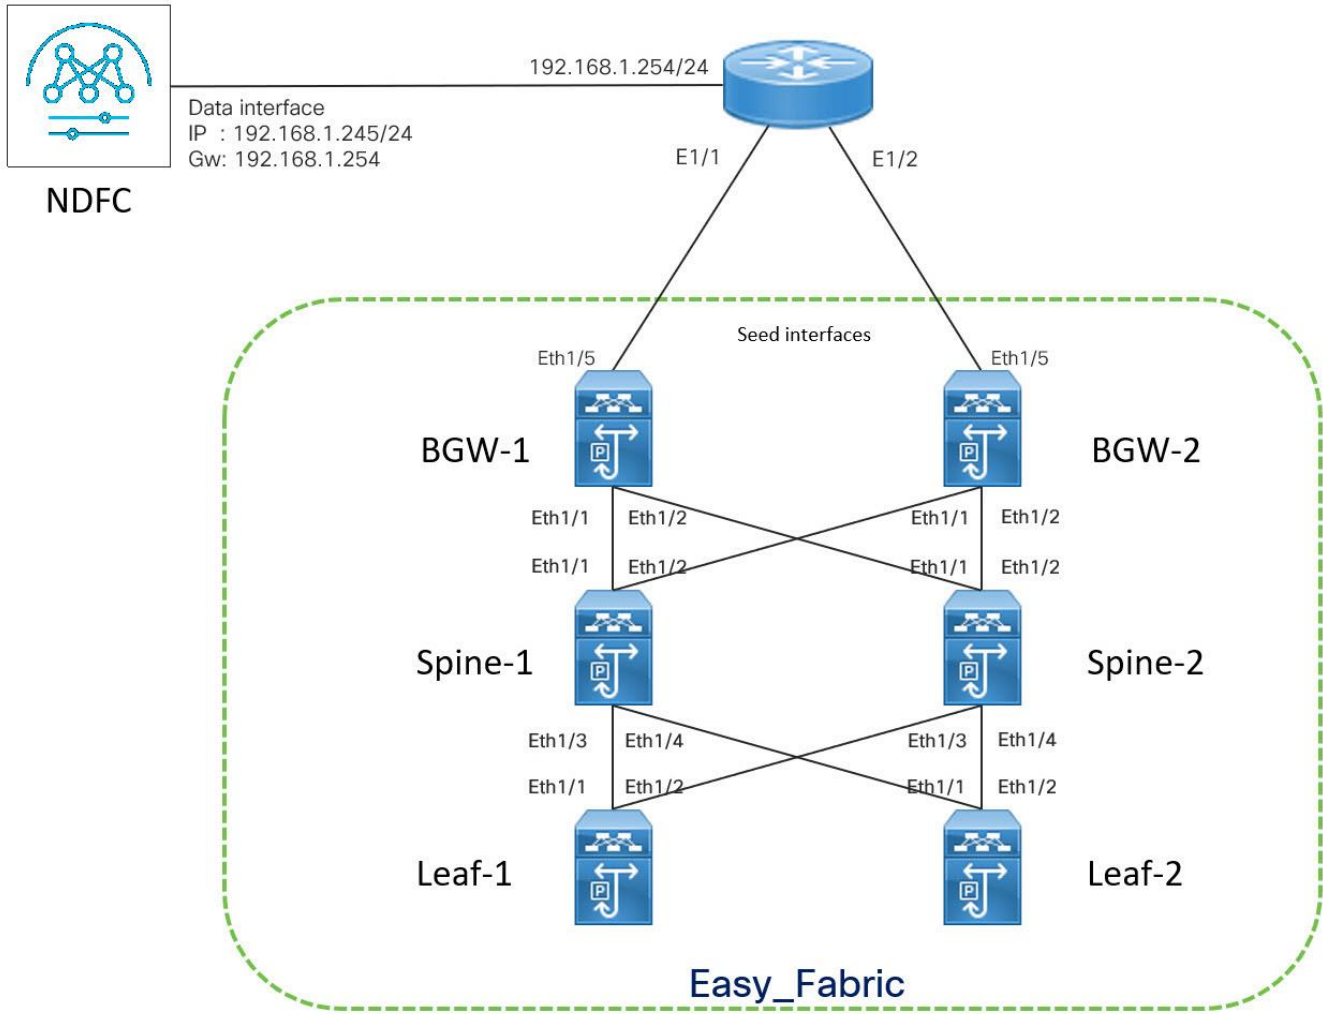 192.168.1.254/24
Data interface
IP : 192.168.1.245/24
Gw: 192.168.1.254
NDFC
E1/1 E1/2
Seed interfaces
Eth1/5 Eth1/5
BGW-1 BGW-2
Eth1/1 Eth1/2 Eth1/1 Eth1/2
Eth1/1 Eth1/2 Eth1/1 Eth1/2
Spine-1 Spine-2
Eth1/3 Eth1/4 Eth1/3 Eth1/4
Eth1/1 Eth1/2 Eth1/1 Eth1/2
Leaf-1 Leaf-2
Easy_Fabric
P
P
P
P
P
P